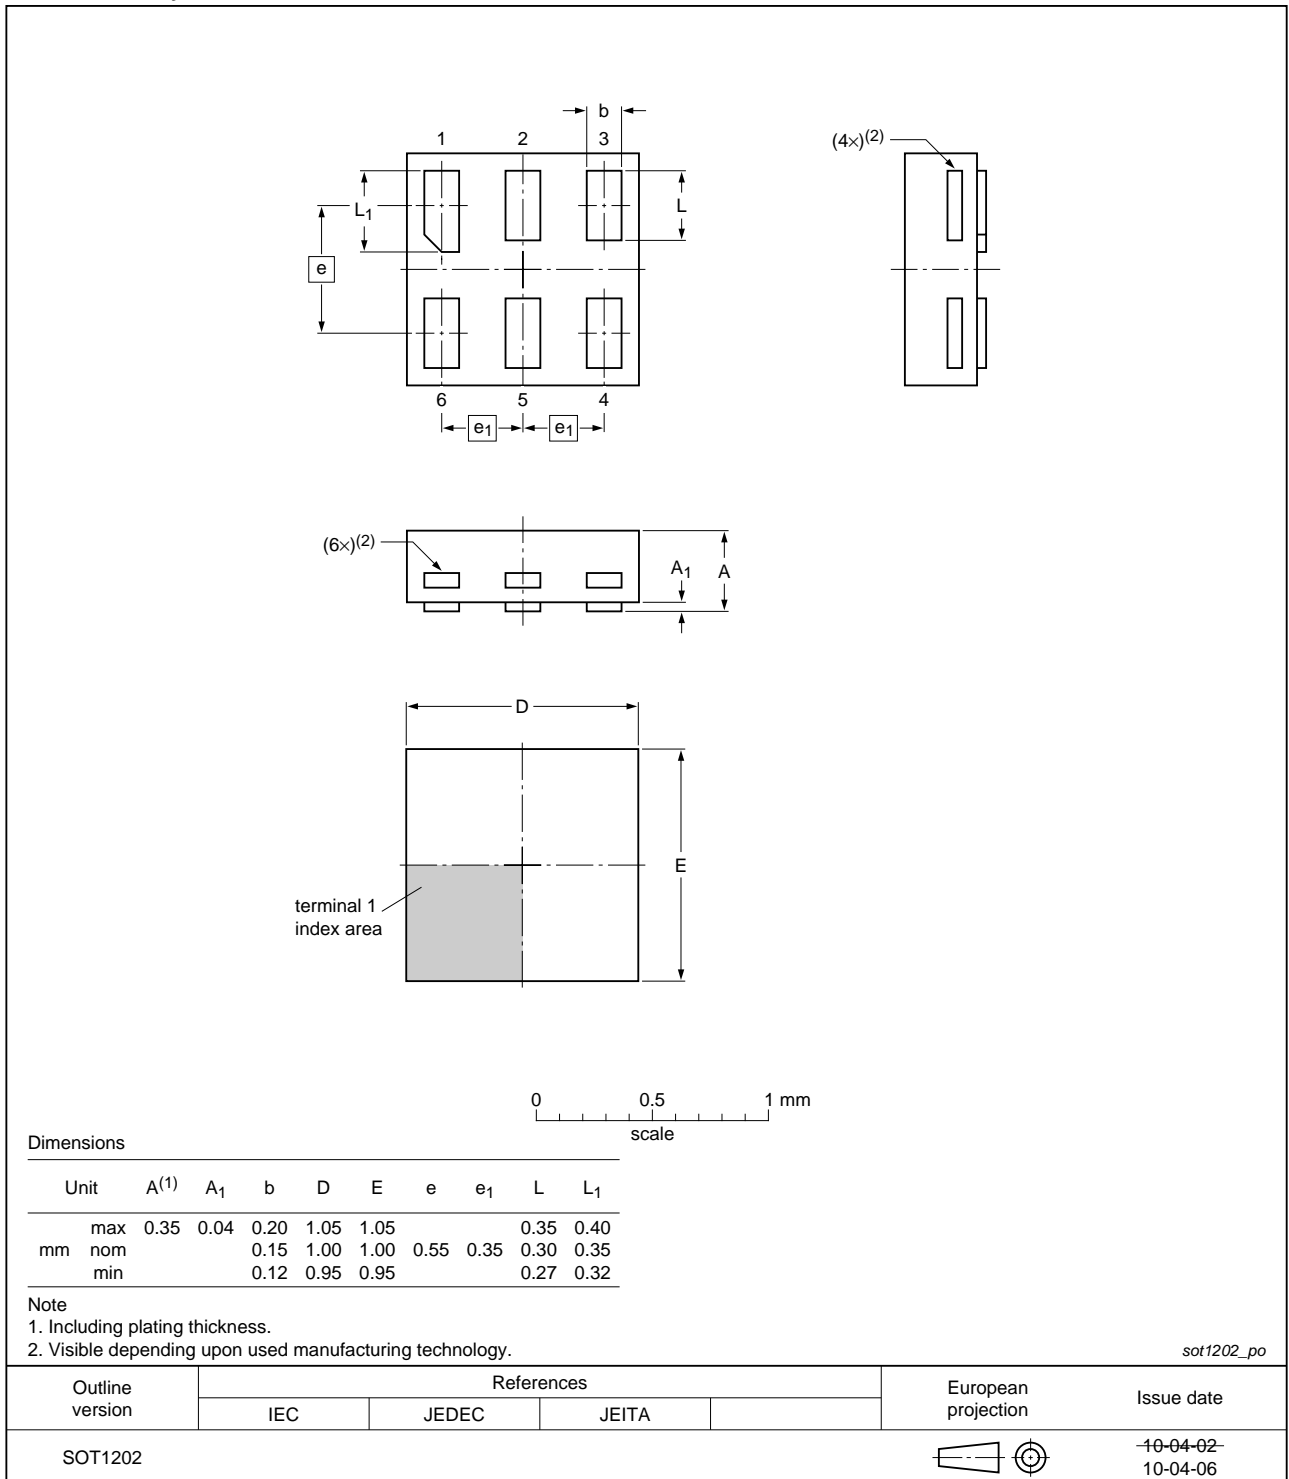 b
1 2 3
(4×)(2)
L1
L
e
6 5 4
e1 e1
(6×)(2)
A1 A
D
E
terminal 1
index area
0 0.5 1 mm
scale
Dimensions
Unit A(1) A1 b D E e e1 L L1
max 0.35 0.04 0.20 1.05 1.05 0.35 0.40
mm nom 0.15 1.00 1.00 0.55 0.35 0.30 0.35
min 0.12 0.95 0.95 0.27 0.32
Note
1. Including plating thickness.
2. Visible depending upon used manufacturing technology.
sot1202_po
Outline
version
References
European
projection
Issue date
IEC JEDEC JEITA
SOT1202
10-04-02
10-04-06